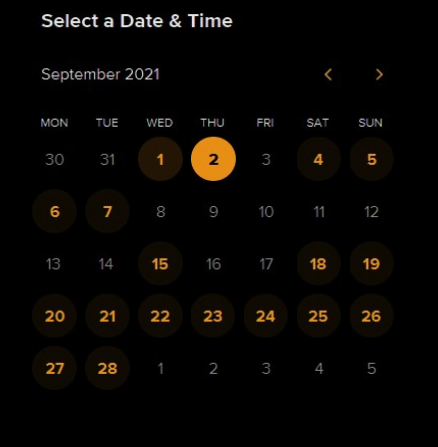 Select a Date & Time
September 2021
MON TUE WED THU FRI SAT SUN
30 31 1 2 3 4 5
6 7 8 9 10 11 12
13 14 15 16 17 18 19
20 21 22 23 24 25 26
27 28 1 2 3 4 5